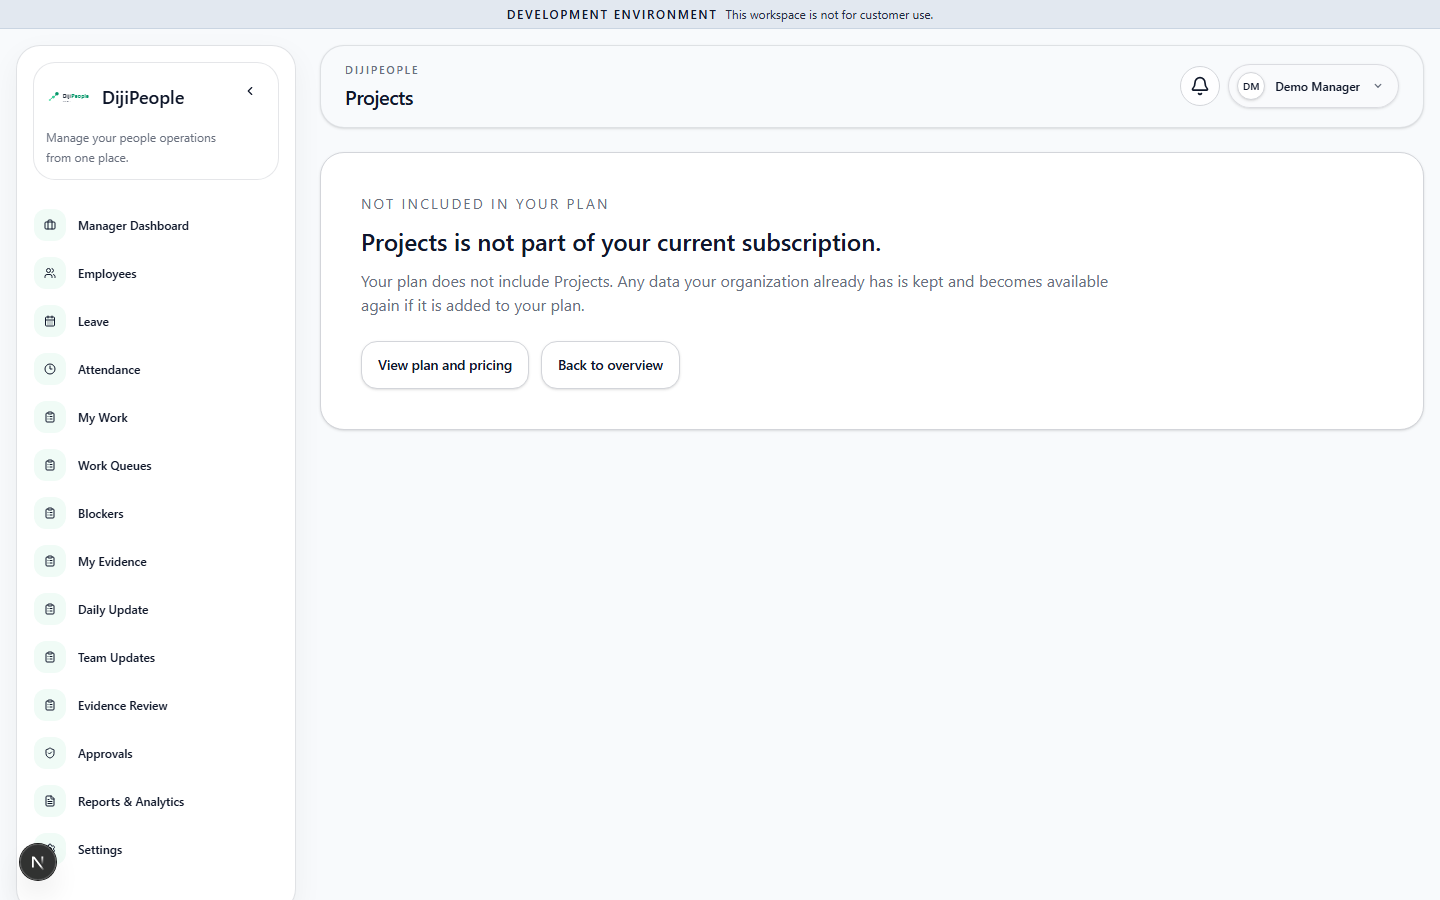 DEVELOPMENT ENVIRONMENT This workspace is not for customer use.
DijiPeople
DijiPeople
Manage your people operations
from one place.
Manager Dashboard
Employees
Leave
Attendance
My Work
Work Queues
Blockers
My Evidence
Daily Update
Team Updates
Evidence Review
Approvals
Reports & Analytics
Settings
N
DIJIPEOPLE
Projects
DM Demo Manager
NOT INCLUDED IN YOUR PLAN
Projects is not part of your current subscription.
Your plan does not include Projects. Any data your organization already has is kept and becomes available
again if it is added to your plan.
View plan and pricing
Back to overview